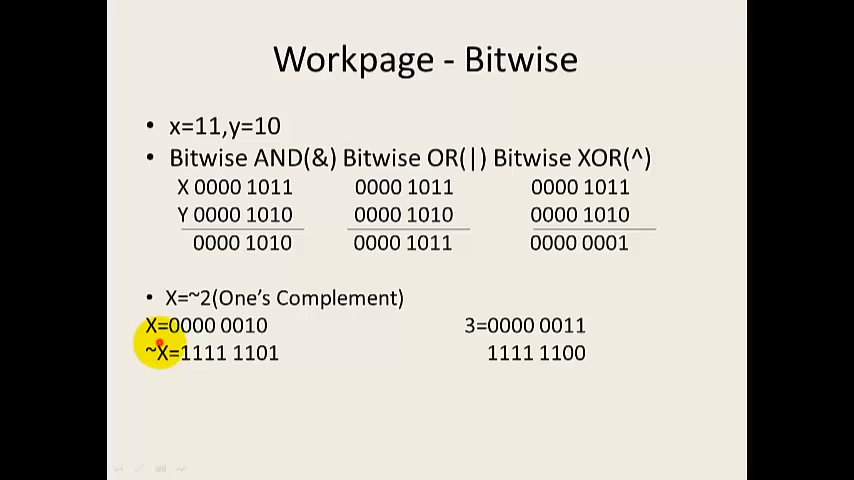 Workpage - Bitwise
• x=11,y=10
• Bitwise AND(&) Bitwise OR(|) Bitwise XOR(^)
X 0000 1011 0000 1011 0000 1011
Y 0000 1010 0000 1010 0000 1010
0000 1010 0000 1011 0000 0001
• X=~2(One's Complement)
X=0000 0010 3=0000 0011
~X=1111 1101 1111 1100